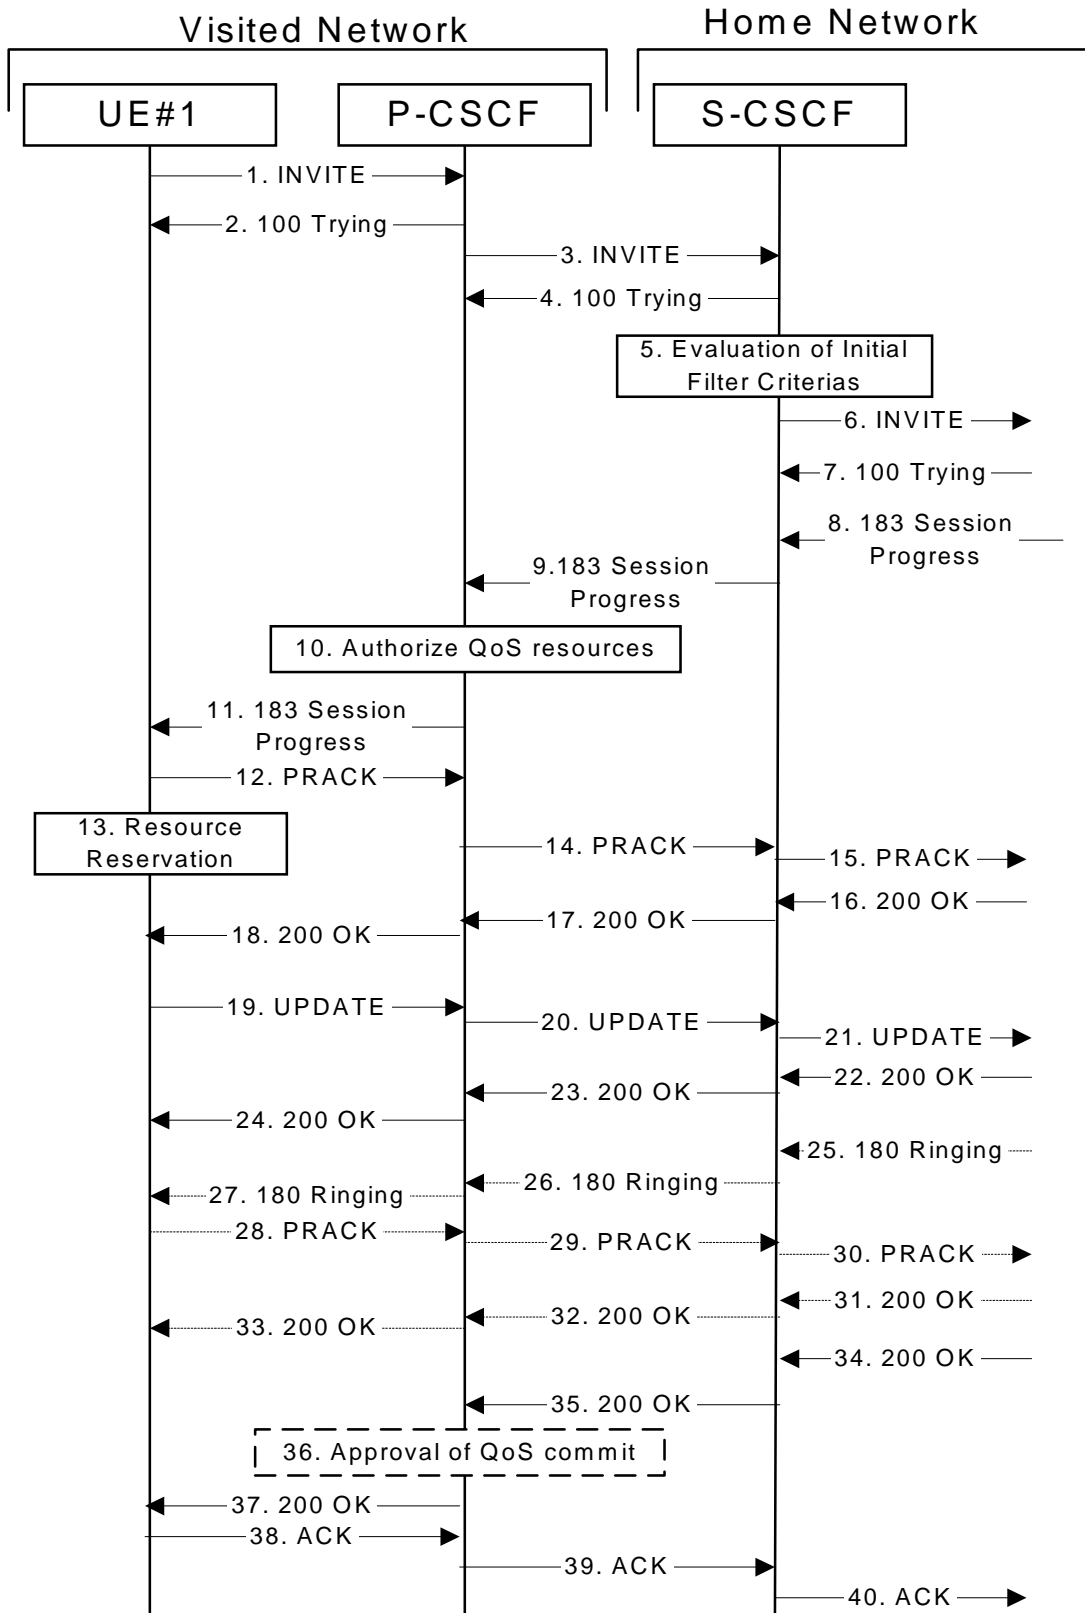 Visited Network
Home Network
UE#1
P-CSCF
S-CSCF
1. INVITE
2. 100 Trying
3. INVITE
4. 100 Trying
5. Evaluation of Initial
Filter Criterias
6. INVITE
7. 100 Trying
8. 183 Session
Progress
9.183 Session
Progress
10. Authorize QoS resources
11. 183 Session
Progress
12. PRACK
13. Resource
Reservation
14. PRACK
15. PRACK
16. 200 OK
17. 200 OK
18. 200 OK
19. UPDATE
20. UPDATE
21. UPDATE
22. 200 OK
23. 200 OK
24. 200 OK
25. 180 Ringing
26. 180 Ringing
27. 180 Ringing
28. PRACK
29. PRACK
30. PRACK
31. 200 OK
32. 200 OK
33. 200 OK
34. 200 OK
35. 200 OK
36. Approval of QoS commit
37. 200 OK
38. ACK
39. ACK
40. ACK